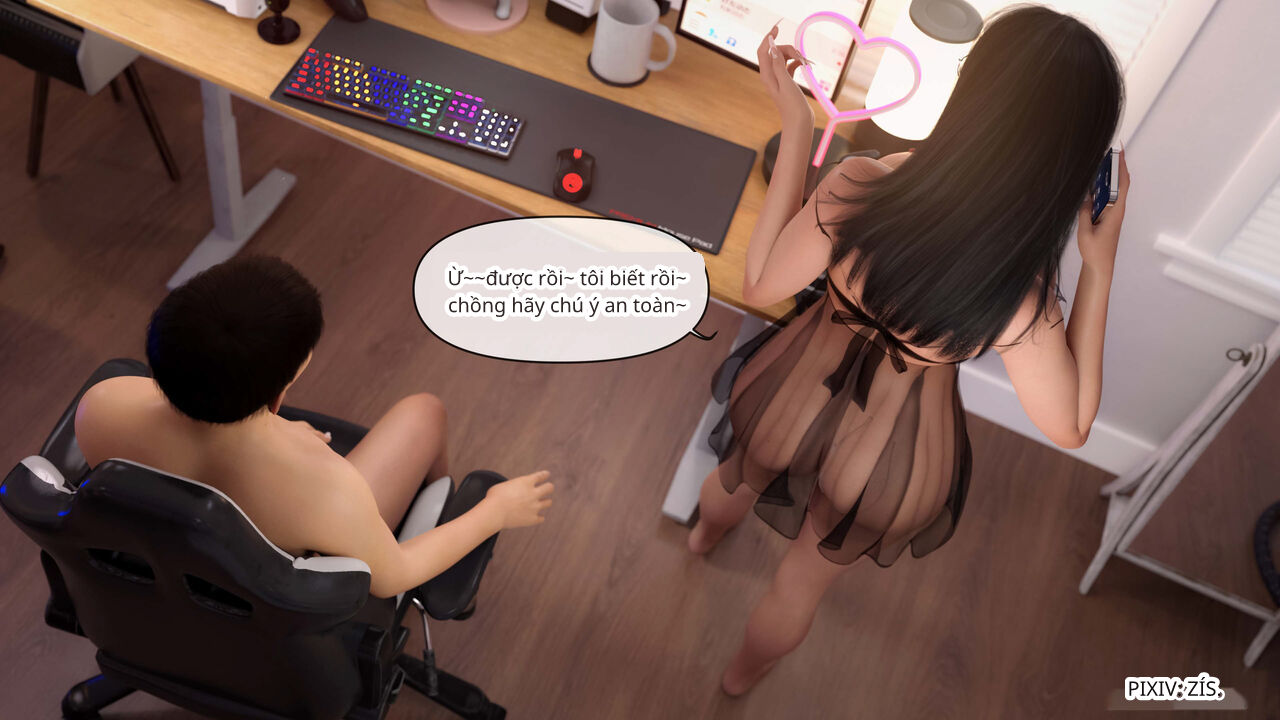 Ừ~~được rồi~ tôi biết rồi~
chồng hãy chú ý an toàn~
PIXIV:ZÍS.